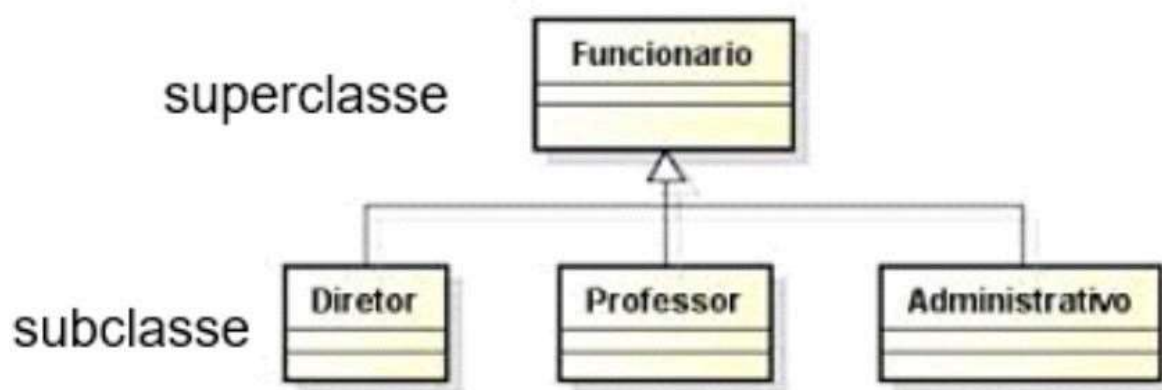 Funcionario
superclasse
Diretor
Professor
Administrativo
subclasse